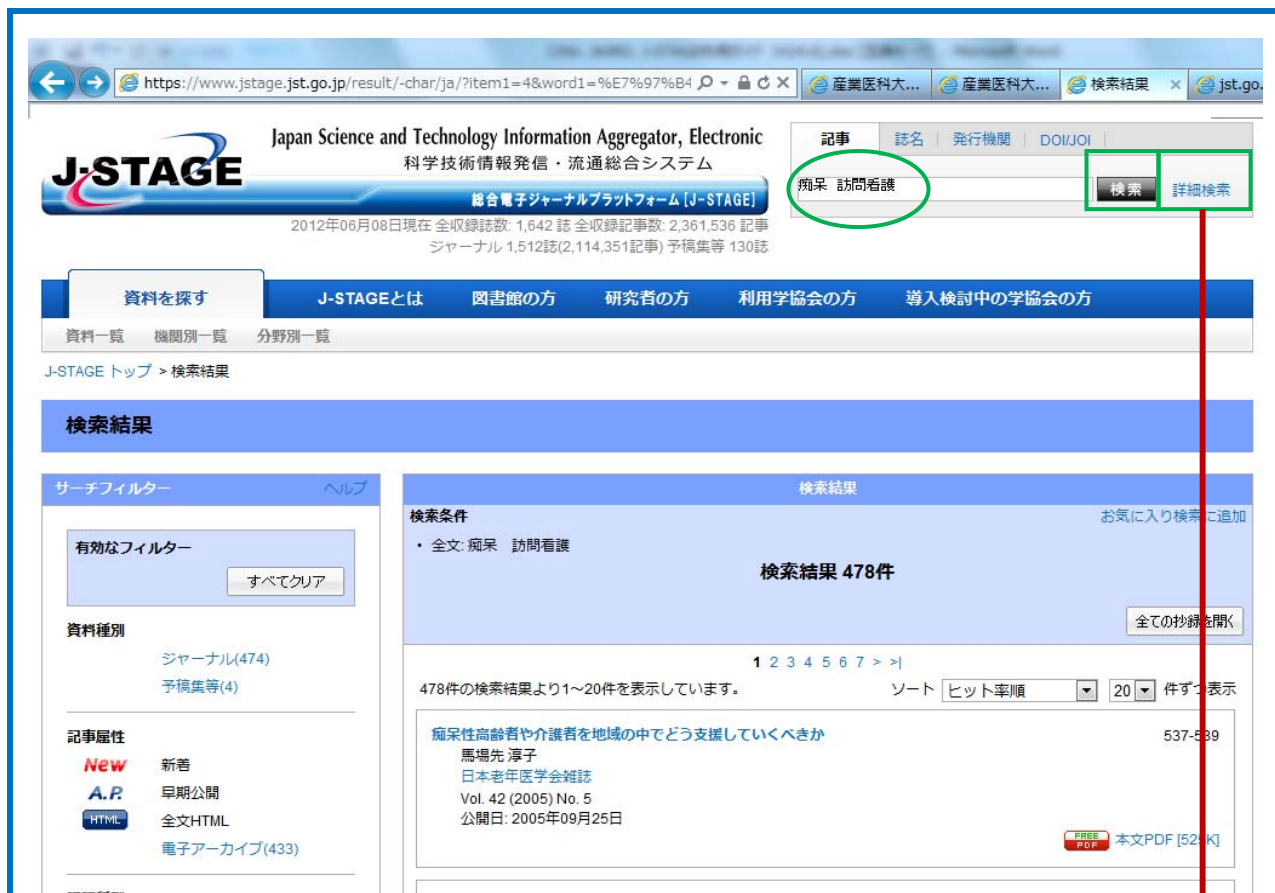 https://www.jstage.jst.go.jp/result/-char/ja/?item1=4&word1=%E7%97%B4
産業医科大...
産業医科大...
検索結果
jst.go.
J-STAGE
Japan Science and Technology Information Aggregator, Electronic
科学技術情報発信・流通総合システム
総合電子ジャーナルプラットフォーム [J-STAGE]
2012年06月08日現在 全収録誌数: 1,642 誌 全収録記事数: 2,361,536 記事
ジャーナル 1,512誌(2,114,351記事) 予稿集等 130誌
記事 誌名 | 発行機関 | DOI/JOI |
痴呆 訪問看護
検索 詳細検索
資料を探す J-STAGEとは 図書館の方 研究者の方 利用学協会の方 導入検討中の学協会の方
資料一覧 機関別一覧 分野別一覧
J-STAGE トップ > 検索結果
検索結果
サーチフィルター ヘルプ
有効なフィルター
すべてクリア
資料種別
ジャーナル(474)
予稿集等(4)
記事属性
New 新着
A.P. 早期公開
HTML 全文HTML
電子アーカイブ(433)
検索結果
検索条件
お気に入り検索に追加
・ 全文: 痴呆 訪問看護
検索結果 478件
全ての抄録を開く
1 2 3 4 5 6 7 > >|
478件の検索結果より1~20件を表示しています。
ソート ヒット率順 20 件ずつ表示
痴呆性高齢者や介護者を地域の中でどう支援していくべきか 537-539
馬場先 淳子
日本老年医学会雑誌
Vol. 42 (2005) No. 5
公開日: 2005年09月25日
FREE PDF 本文PDF [525K]